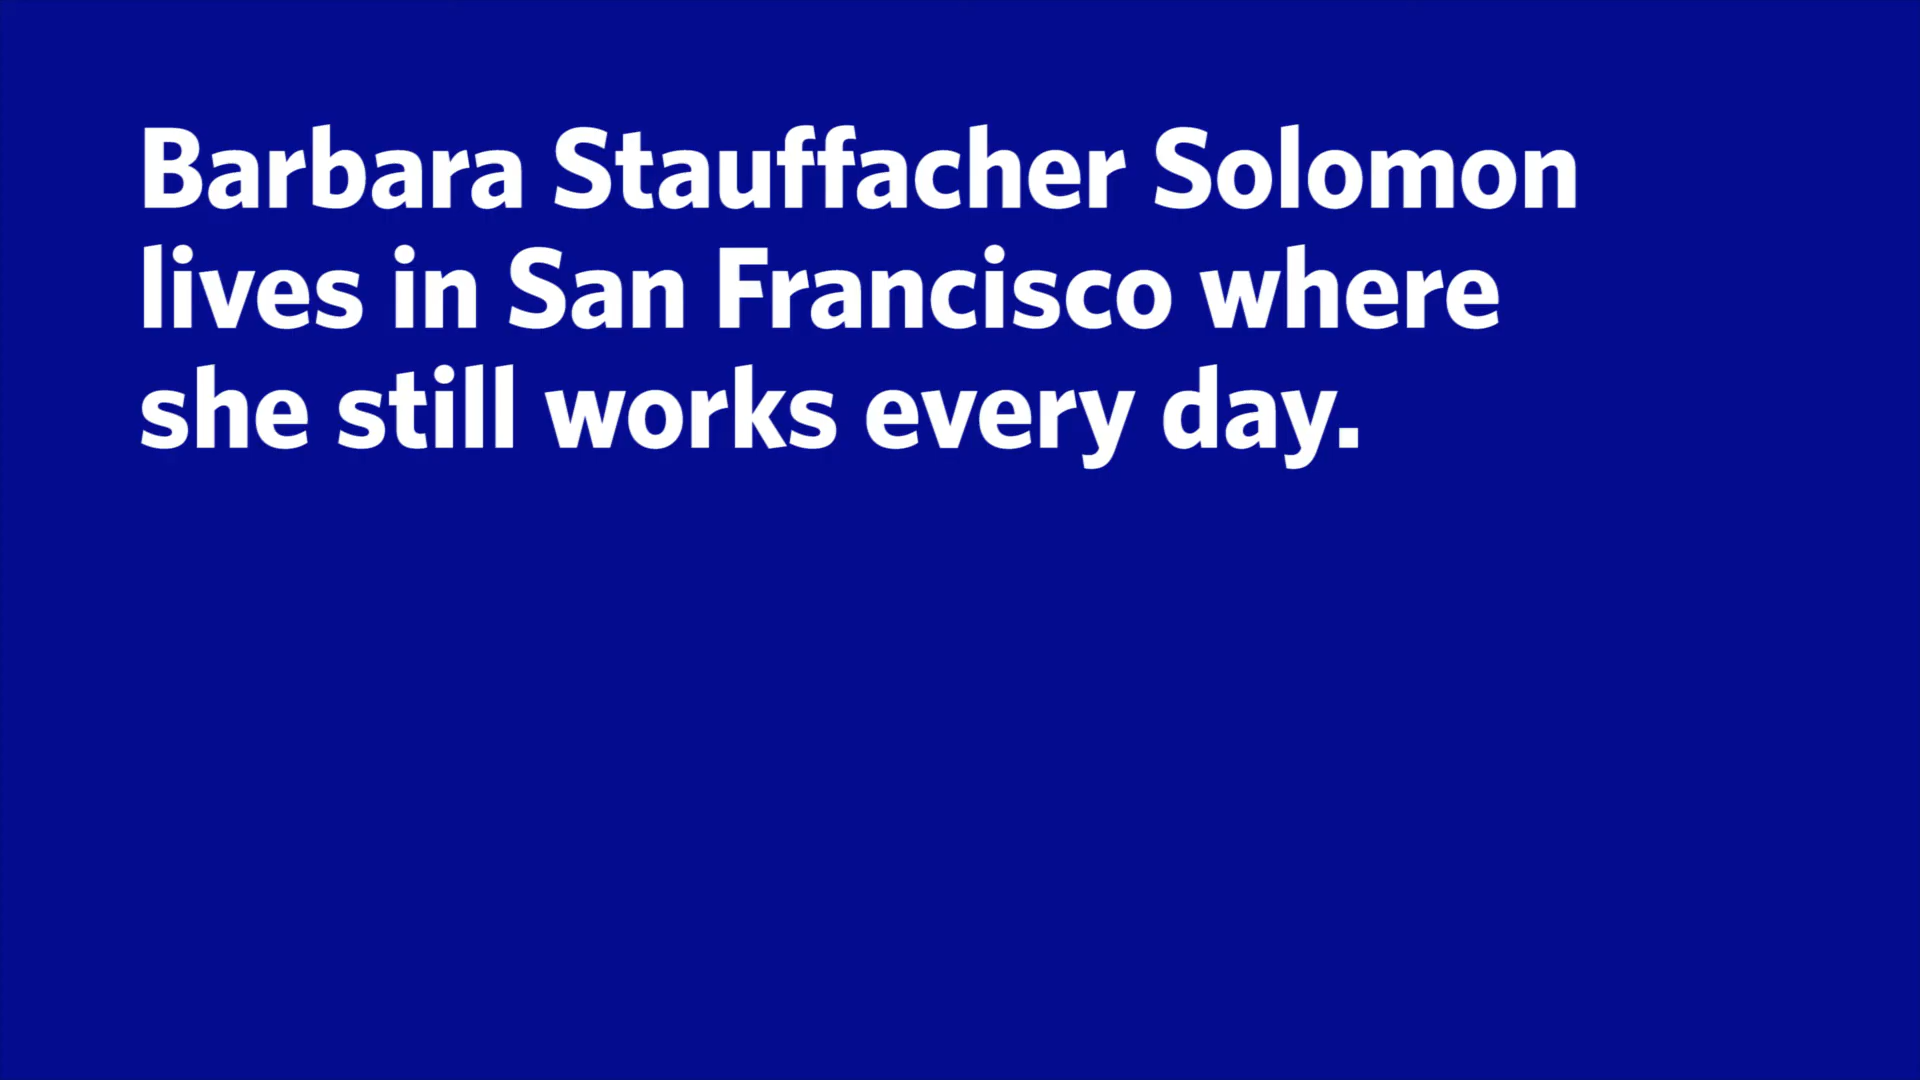 Barbara Stauffacher Solomon
lives in San Francisco where
she still works every day.